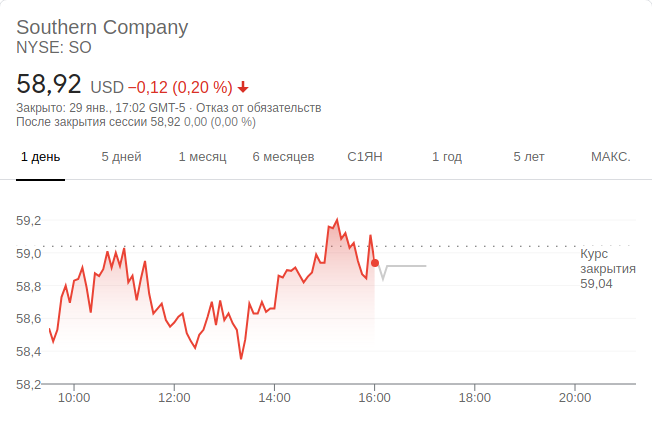 Southern Company
NYSE: SO
58,92 USD −0,12 (0,20 %)
Закрыто: 29 янв., 17:02 GMT-5 · Отказ от обязательств
После закрытия сессии 58,92 0,00 (0,00 %)
1 день 5 дней 1 месяц 6 месяцев С1ЯН 1 год 5 лет МАКС.
59,2
59,0
58,8
58,6
58,4
58,2
Курс
закрытия
59,04
10:00 12:00 14:00 16:00 18:00 20:00